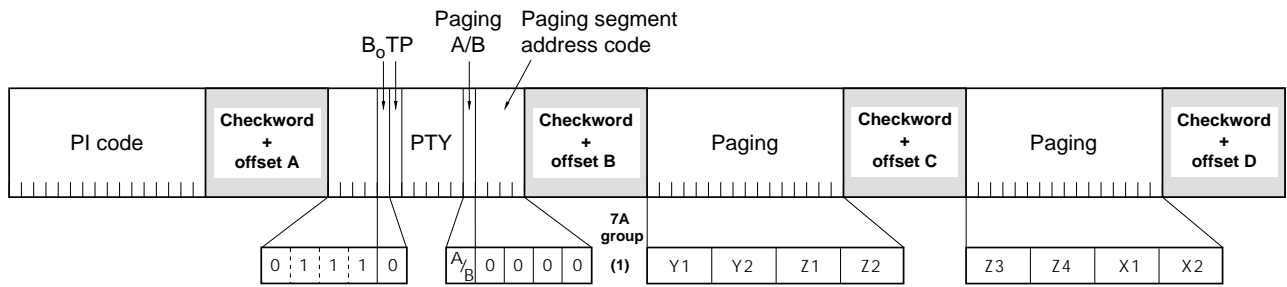 Paging A/B
Paging segment address code
BoTP
PI code
Checkword + offset A
PTY
Checkword + offset B
Paging
Checkword + offset C
Paging
Checkword + offset D
0 1 1 1 0
A/B 0 0 0 0
7A group (1)
Y1 Y2 Z1 Z2
Z3 Z4 X1 X2